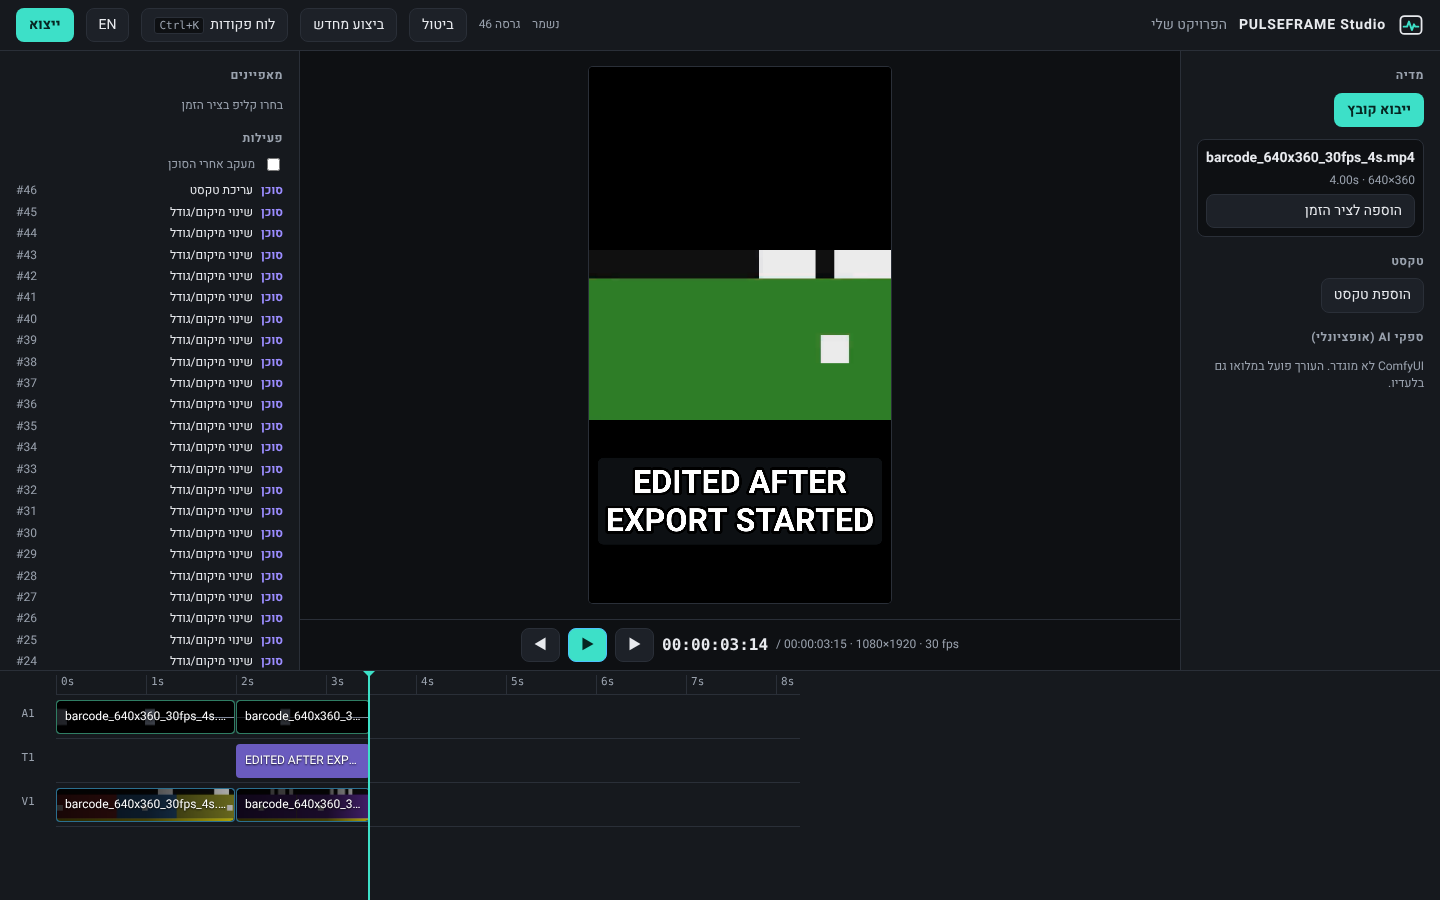 PULSEFRAME Studio
הפרויקט שלי
נשמר
גרסה 46
ביטול
ביצוע מחדש
לוח פקודות Ctrl+K
EN
ייצוא
מדיה
ייבוא קובץ
barcode_640x360_30fps_4s.mp4
4.00s · 640×360
הוספה לציר הזמן
טקסט
הוספת טקסט
ספקי AI (אופציונלי)
ComfyUI לא מוגדר. העורך פועל במלואו גם
בלעדיו.
EDITED AFTER
EXPORT STARTED
00:00:03:14 / 00:00:03:15 · 1080×1920 · 30 fps
מאפיינים
בחרו קליפ בציר הזמן
פעילות
מעקב אחרי הסוכן
סוכן עריכת טקסט #46
סוכן שינוי מיקום/גודל #45
סוכן שינוי מיקום/גודל #44
סוכן שינוי מיקום/גודל #43
סוכן שינוי מיקום/גודל #42
סוכן שינוי מיקום/גודל #41
סוכן שינוי מיקום/גודל #40
סוכן שינוי מיקום/גודל #39
סוכן שינוי מיקום/גודל #38
סוכן שינוי מיקום/גודל #37
סוכן שינוי מיקום/גודל #36
סוכן שינוי מיקום/גודל #35
סוכן שינוי מיקום/גודל #34
סוכן שינוי מיקום/גודל #33
סוכן שינוי מיקום/גודל #32
סוכן שינוי מיקום/גודל #31
סוכן שינוי מיקום/גודל #30
סוכן שינוי מיקום/גודל #29
סוכן שינוי מיקום/גודל #28
סוכן שינוי מיקום/גודל #27
סוכן שינוי מיקום/גודל #26
סוכן שינוי מיקום/גודל #25
סוכן שינוי מיקום/גודל #24
0s 1s 2s 3s 4s 5s 6s 7s 8s
A1 barcode_640x360_30fps_4s.... barcode_640x360_3...
T1 EDITED AFTER EXP...
V1 barcode_640x360_30fps_4s.... barcode_640x360_3...